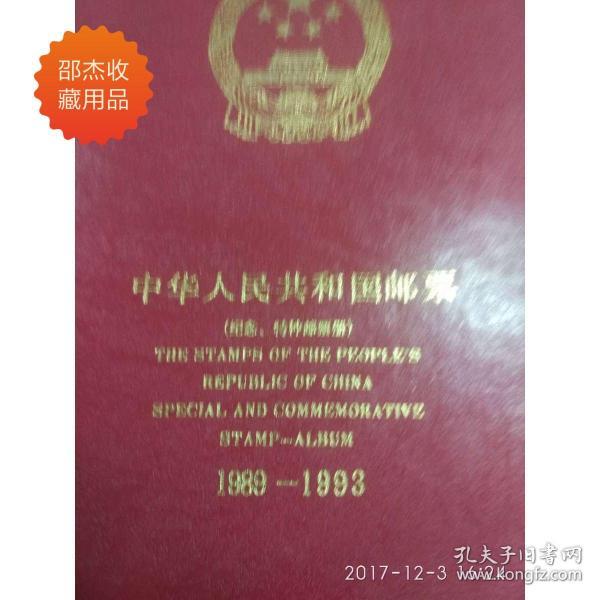 邵杰收
藏用品
中华人民共和国邮票
(纪念、特种邮票册)
THE STAMPS OF THE PEOPLE'S
REPUBLIC OF CHINA
SPECIAL AND COMMEMORATIVE
STAMP-ALBUM
1989-1993
2017-12-3 16:24
孔夫子旧书网
www.kongfz.com